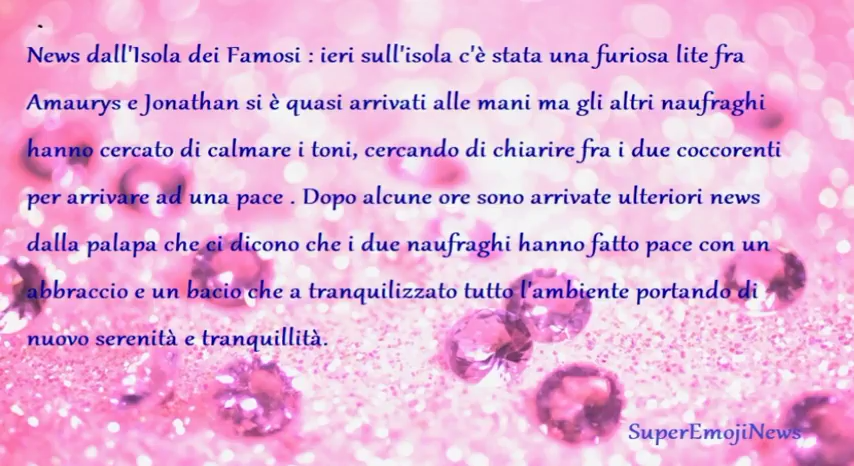 News dall'Isola dei Famosi : ieri sull'isola c'è stata una furiosa lite fra
Amaurys e Jonathan si è quasi arrivati alle mani ma gli altri naufraghi
hanno cercato di calmare i toni, cercando di chiarire fra i due coccorenti
per arrivare ad una pace . Dopo alcune ore sono arrivate ulteriori news
dalla palapa che ci dicono che i due naufraghi hanno fatto pace con un
abbraccio e un bacio che a tranquilizzato tutto l'ambiente portando di
nuovo serenità e tranquillità.
SuperEmojiNews